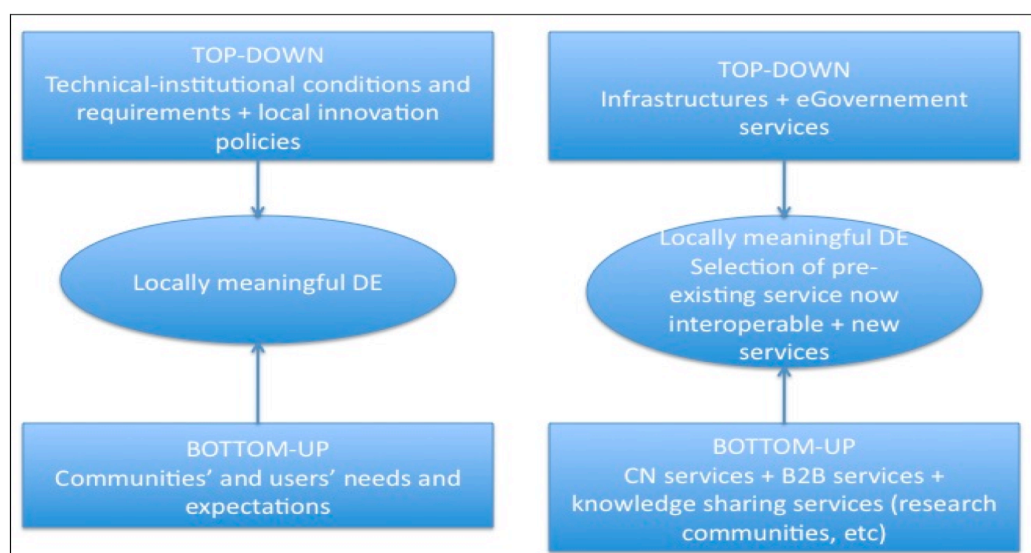 TOP-DOWN
Technical-institutional conditions and
requirements + local innovation
policies
Locally meaningful DE
BOTTOM-UP
Communities’ and users’ needs and
expectations
TOP-DOWN
Infrastructures + eGovernement
services
Locally meaningful DE
Selection of pre-
existing service now
interoperable + new
services
BOTTOM-UP
CN services + B2B services +
knowledge sharing services (research
communities, etc)